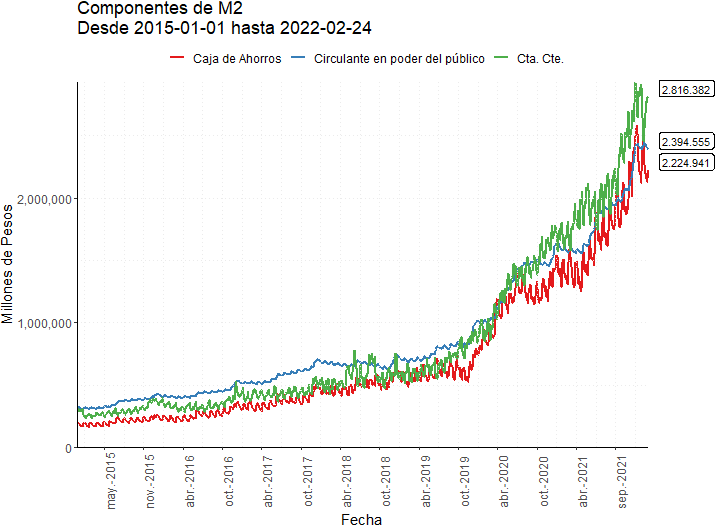 Componentes de M2
Desde 2015-01-01 hasta 2022-02-24
Caja de Ahorros Circulante en poder del público Cta. Cte.
2.816.382
2.394.555
2.224.941
Millones de Pesos
2,000,000
1,000,000
0
may.-2015
nov.-2015
abr.-2016
oct.-2016
abr.-2017
oct.-2017
abr.-2018
oct.-2018
abr.-2019
oct.-2019
abr.-2020
oct.-2020
abr.-2021
sep.-2021
Fecha